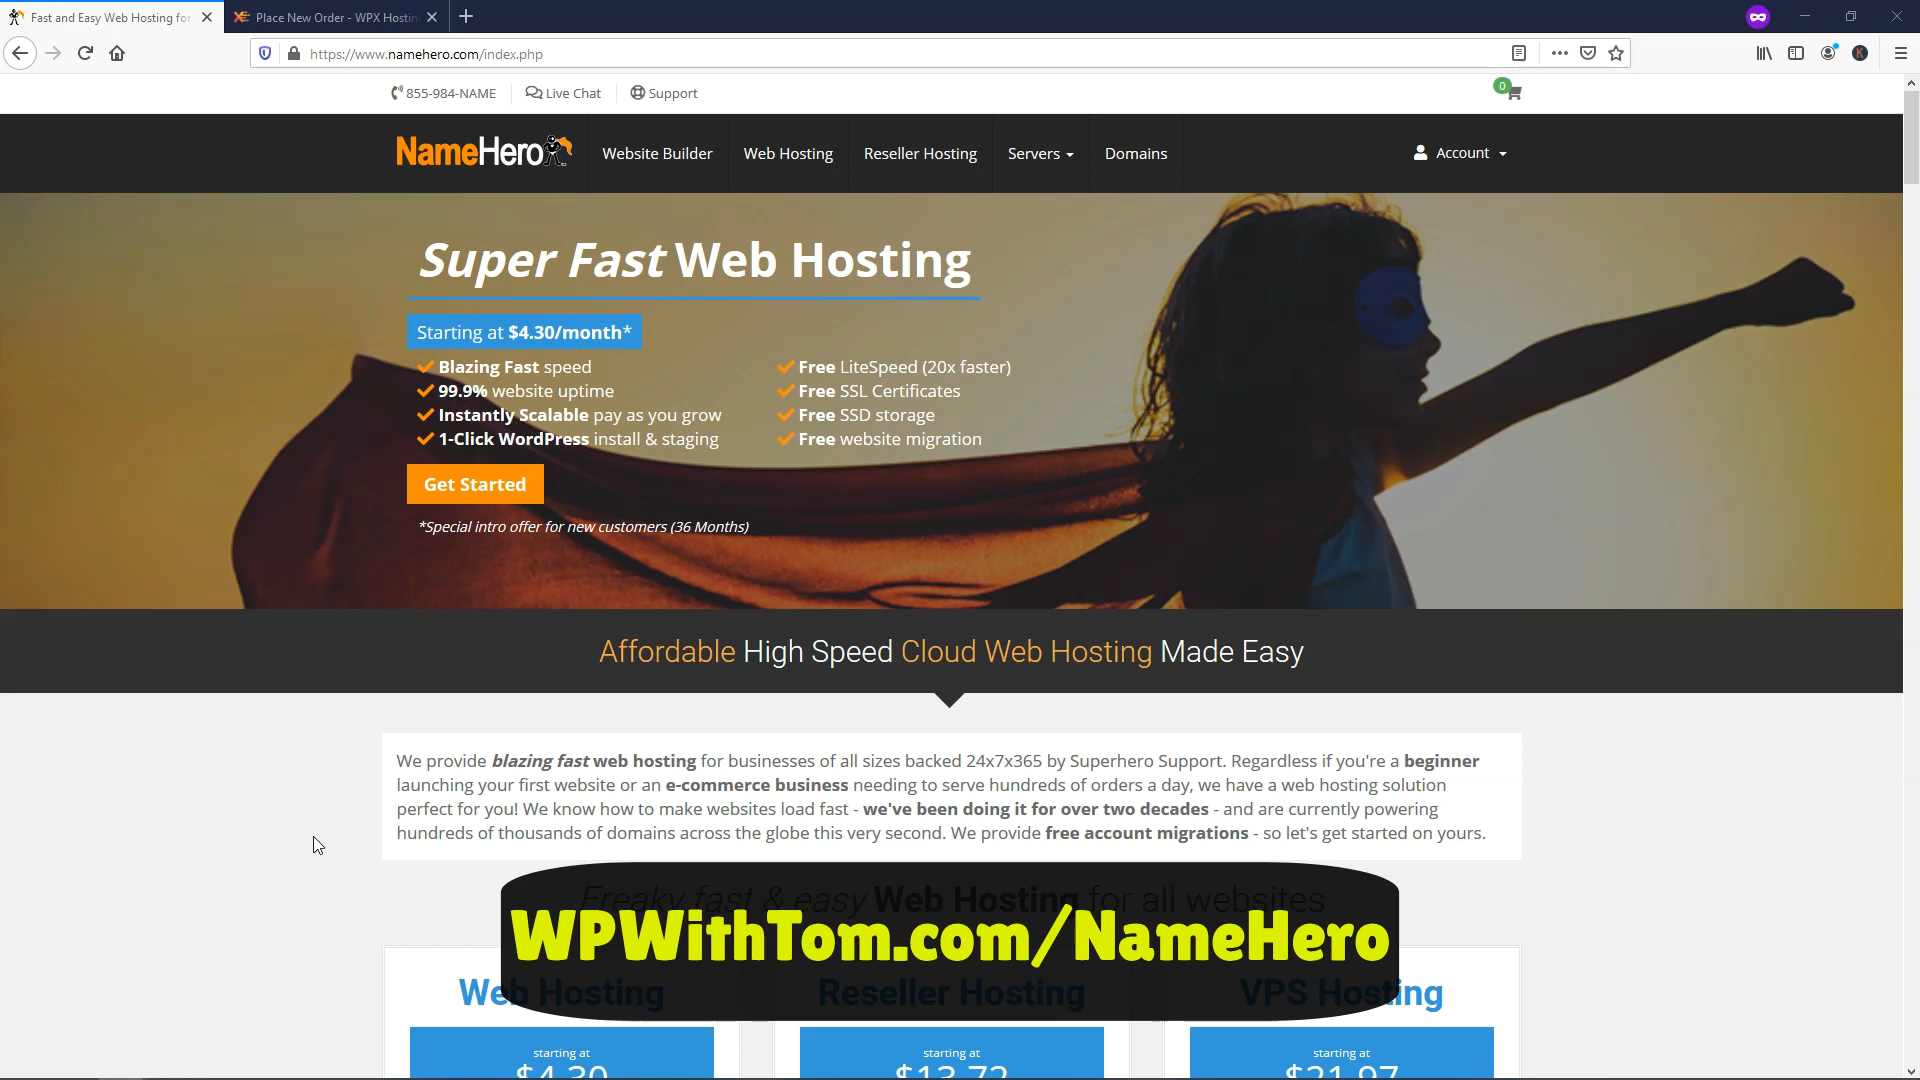 Fast and Easy Web Hosting for
Place New Order - WPX Hostin
https://www.namehero.com/index.php
855-984-NAME
Live Chat
Support
0
NameHero
Website Builder
Web Hosting
Reseller Hosting
Servers
Domains
Account
Super Fast Web Hosting
Starting at $4.30/month*
Blazing Fast speed
99.9% website uptime
Instantly Scalable pay as you grow
1-Click WordPress install & staging
Free LiteSpeed (20x faster)
Free SSL Certificates
Free SSD storage
Free website migration
Get Started
*Special intro offer for new customers (36 Months)
Affordable High Speed Cloud Web Hosting Made Easy
We provide blazing fast web hosting for businesses of all sizes backed 24x7x365 by Superhero Support. Regardless if you're a beginner
launching your first website or an e-commerce business needing to serve hundreds of orders a day, we have a web hosting solution
perfect for you! We know how to make websites load fast - we've been doing it for over two decades - and are currently powering
hundreds of thousands of domains across the globe this very second. We provide free account migrations - so let's get started on yours.
Freaky fast & easy Web Hosting for all websites
WPWithTom.com/NameHero
Web Hosting
Reseller Hosting
VPS Hosting
starting at
$4.30
starting at
$13.72
starting at
$21.97